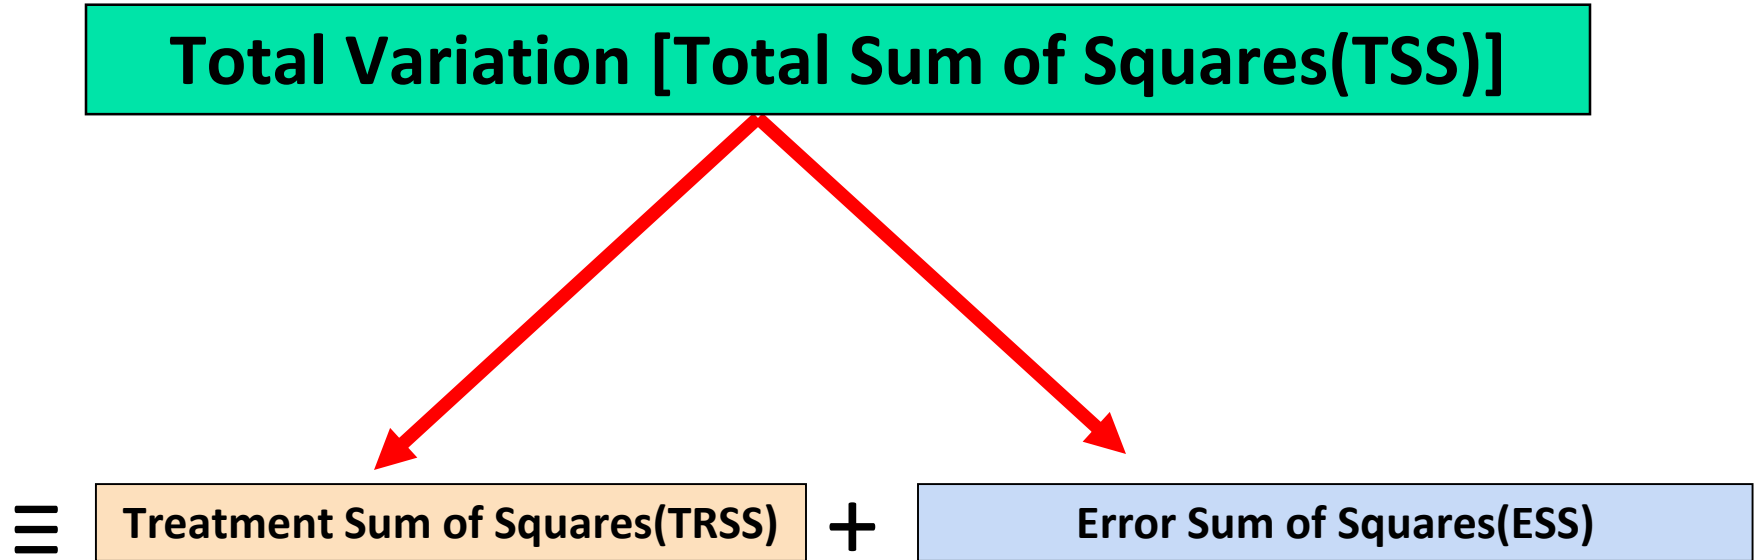 Total Variation [Total Sum of Squares(TSS)]
≡ Treatment Sum of Squares(TRSS) + Error Sum of Squares(ESS)